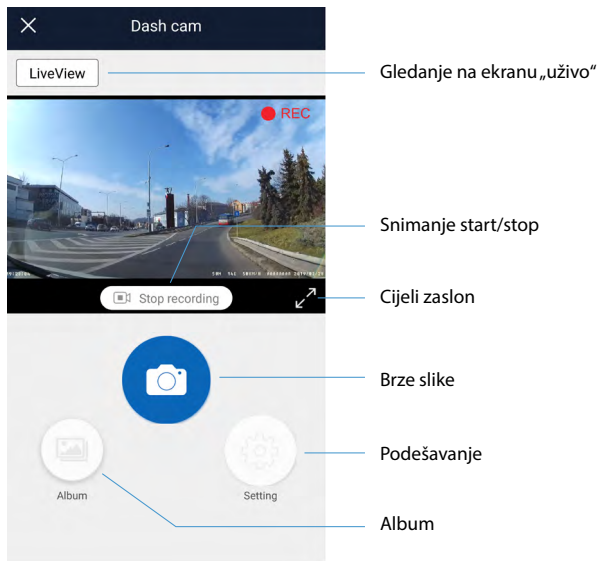 Dash cam
LiveView
Gledanje na ekranu „uživo“
REC
Snimanje start/stop
Stop recording
Cijeli zaslon
Brze slike
Podešavanje
Album
Setting
Album